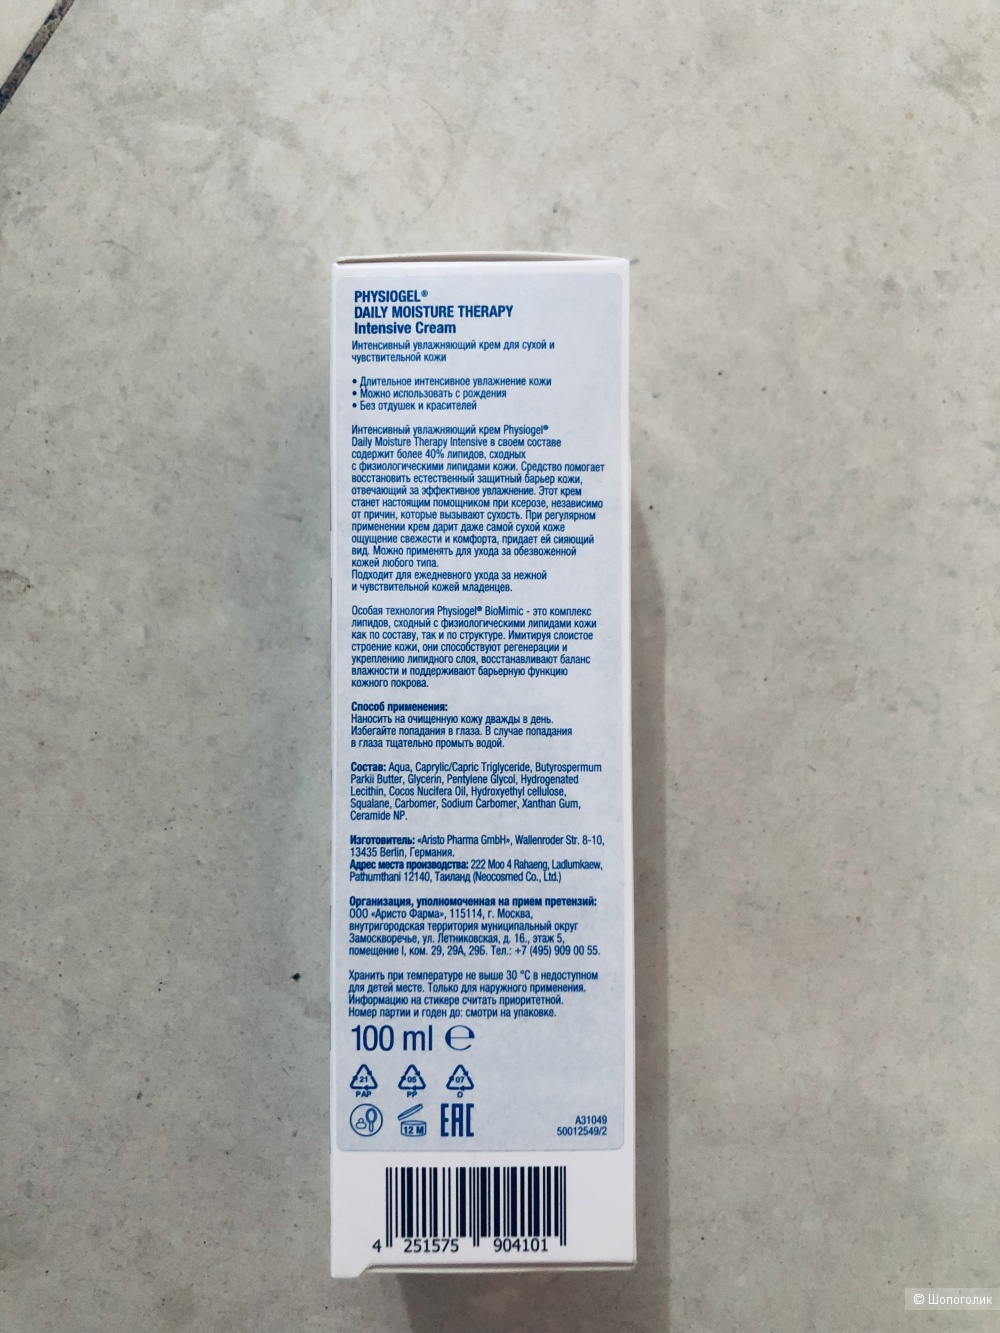 PHYSIOGEL®
DAILY MOISTURE THERAPY
Intensive Cream
Интенсивный увлажняющий крем для сухой и
чувствительной кожи
• Длительное интенсивное увлажнение кожи
• Можно использовать с рождения
• Без отдушек и красителей
Интенсивный увлажняющий крем Physiogel®
Daily Moisture Therapy Intensive в своем составе
содержит более 40% липидов, сходных
с физиологическими липидами кожи. Средство помогает
восстановить естественный защитный барьер кожи,
отвечающий за эффективное увлажнение. Этот крем
станет настоящим помощником при ксерозе, независимо
от причин, которые вызывают сухость. При регулярном
применении крем дарит даже самой сухой коже
ощущение свежести и комфорта, придает ей сияющий
вид. Можно применять для ухода за обезвоженной
кожей любого типа.
Подходит для ежедневного ухода за нежной
и чувствительной кожей младенцев.
Особая технология Physiogel® BioMimic - это комплекс
липидов, сходный с физиологическими липидами кожи
как по составу, так и по структуре. Имитируя слоистое
строение кожи, они способствуют регенерации и
укреплению липидного слоя, восстанавливают баланс
влажности и поддерживают барьерную функцию
кожного покрова.
Способ применения:
Наносить на очищенную кожу дважды в день.
Избегайте попадания в глаза. В случае попадания
в глаза тщательно промыть водой.
Состав: Aqua, Caprylic/Capric Triglyceride, Butyrospermum
Parkii Butter, Glycerin, Pentylene Glycol, Hydrogenated
Lecithin, Cocos Nucifera Oil, Hydroxyethyl cellulose,
Squalane, Carbomer, Sodium Carbomer, Xanthan Gum,
Ceramide NP.
Изготовитель: «Aristo Pharma GmbH», Wallenroder Str. 8-10,
13435 Berlin, Германия.
Адрес места производства: 222 Moo 4 Rahaeng, Ladlumkaew,
Pathumthani 12140, Таиланд (Neocosmed Co., Ltd.)
Организация, уполномоченная на прием претензий:
ООО «Аристо Фарма», 115114, г. Москва,
внутригородская территория муниципальный округ
Замоскворечье, ул. Летниковская, д. 16., этаж 5,
помещение I, ком. 29, 29А, 29Б. Тел.: +7 (495) 909 00 55.
Хранить при температуре не выше 30 °C в недоступном
для детей месте. Только для наружного применения.
Информацию на стикере считать приоритетной.
Номер партии и годен до: смотри на упаковке.
100 ml ℮
21 05 07
PAP PP O
12 M EAC
A31049
50012549/2
4 251575 904101
© Шопоголик